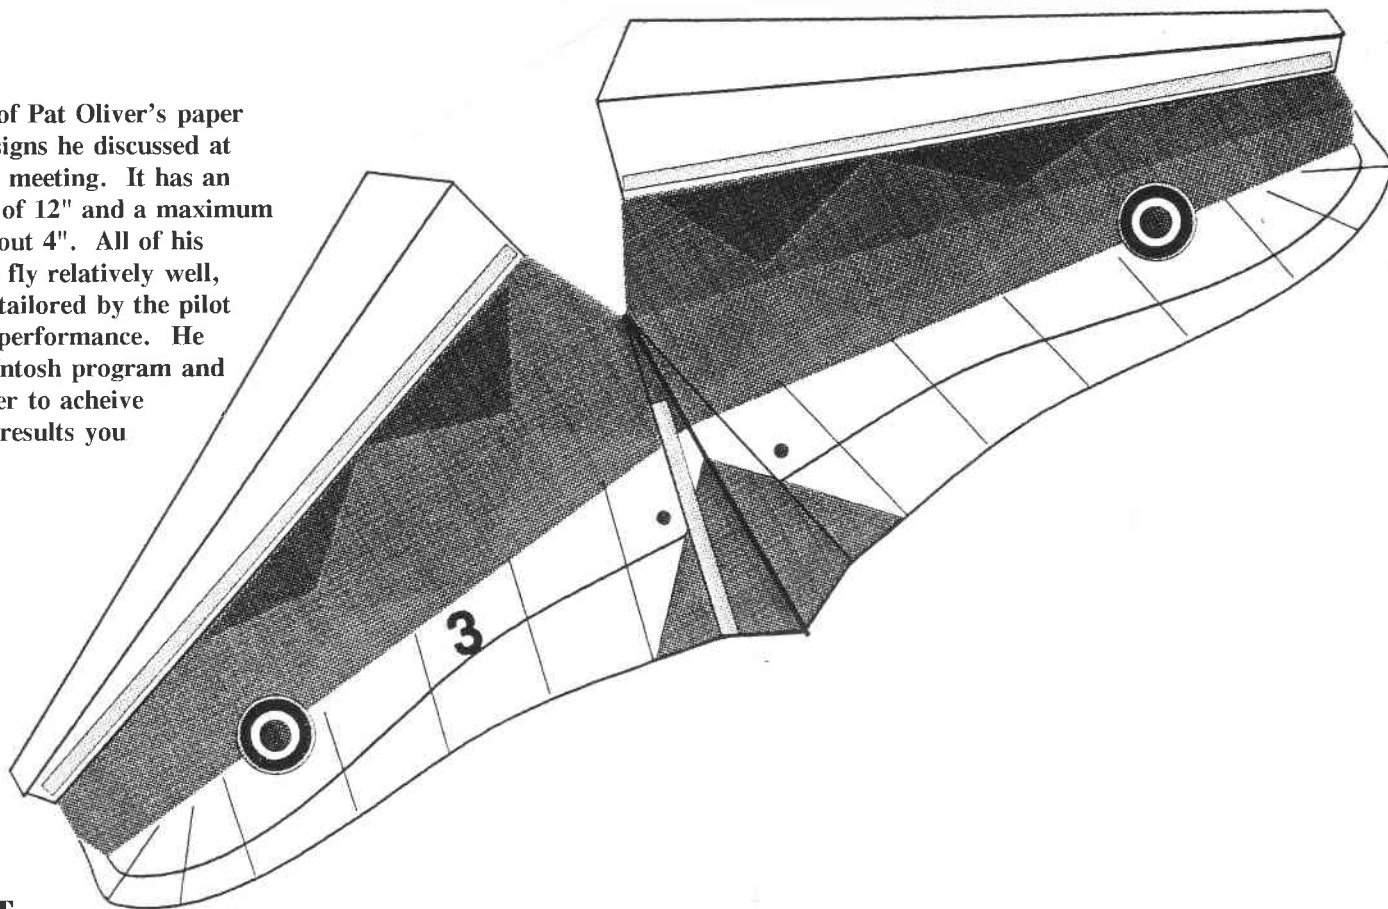 of Pat Oliver's paper
signs he discussed at
meeting. It has an
of 12" and a maximum
out 4". All of his
fly relatively well,
tailored by the pilot
performance. He
ntosh program and
er to acheive
results you
3